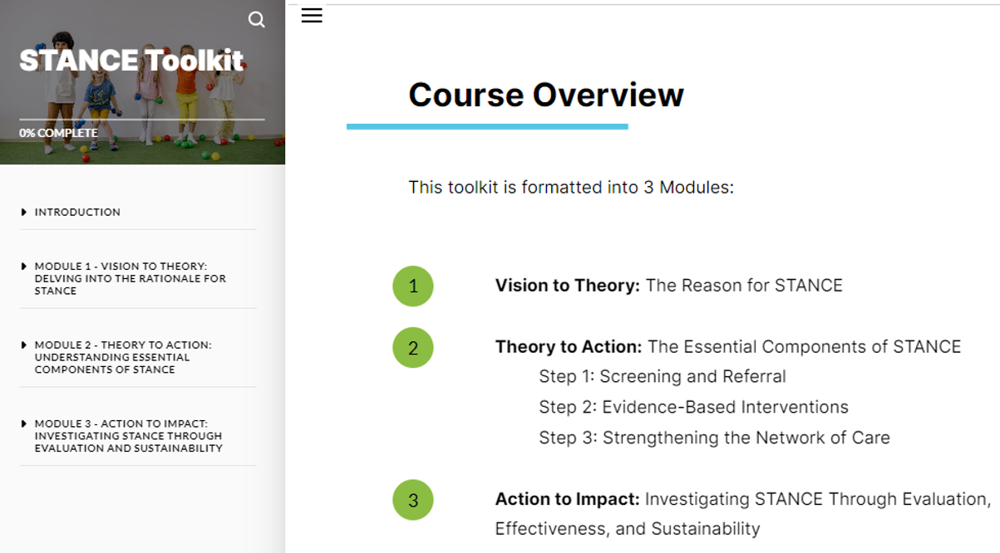 STANCE Toolkit
0% COMPLETE
INTRODUCTION
MODULE 1 - VISION TO THEORY:
DELVING INTO THE RATIONALE FOR
STANCE
MODULE 2 - THEORY TO ACTION:
UNDERSTANDING ESSENTIAL
COMPONENTS OF STANCE
MODULE 3 - ACTION TO IMPACT:
INVESTIGATING STANCE THROUGH
EVALUATION AND SUSTAINABILITY
Course Overview
This toolkit is formatted into 3 Modules:
1 Vision to Theory: The Reason for STANCE
2 Theory to Action: The Essential Components of STANCE
Step 1: Screening and Referral
Step 2: Evidence-Based Interventions
Step 3: Strengthening the Network of Care
3 Action to Impact: Investigating STANCE Through Evaluation,
Effectiveness, and Sustainability